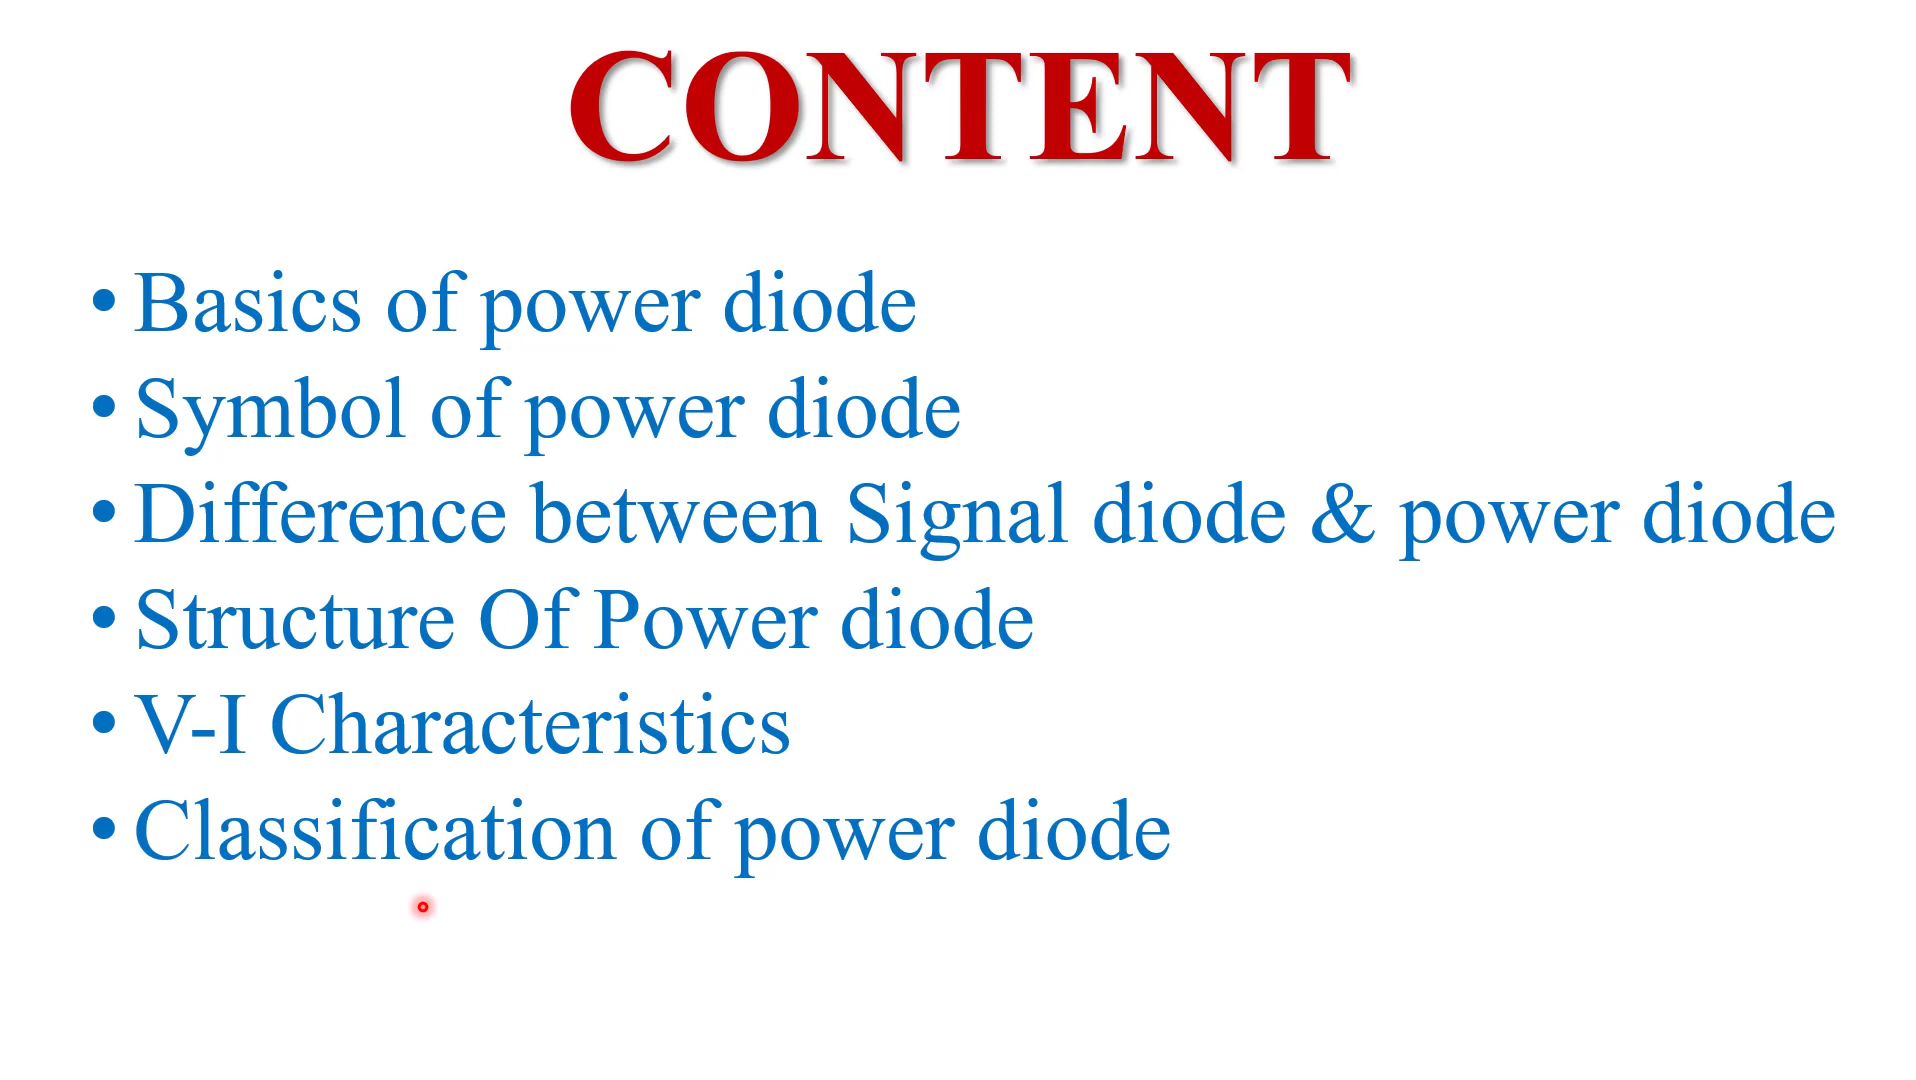 CONTENT
• Basics of power diode
• Symbol of power diode
• Difference between Signal diode & power diode
• Structure Of Power diode
• V-I Characteristics
• Classification of power diode